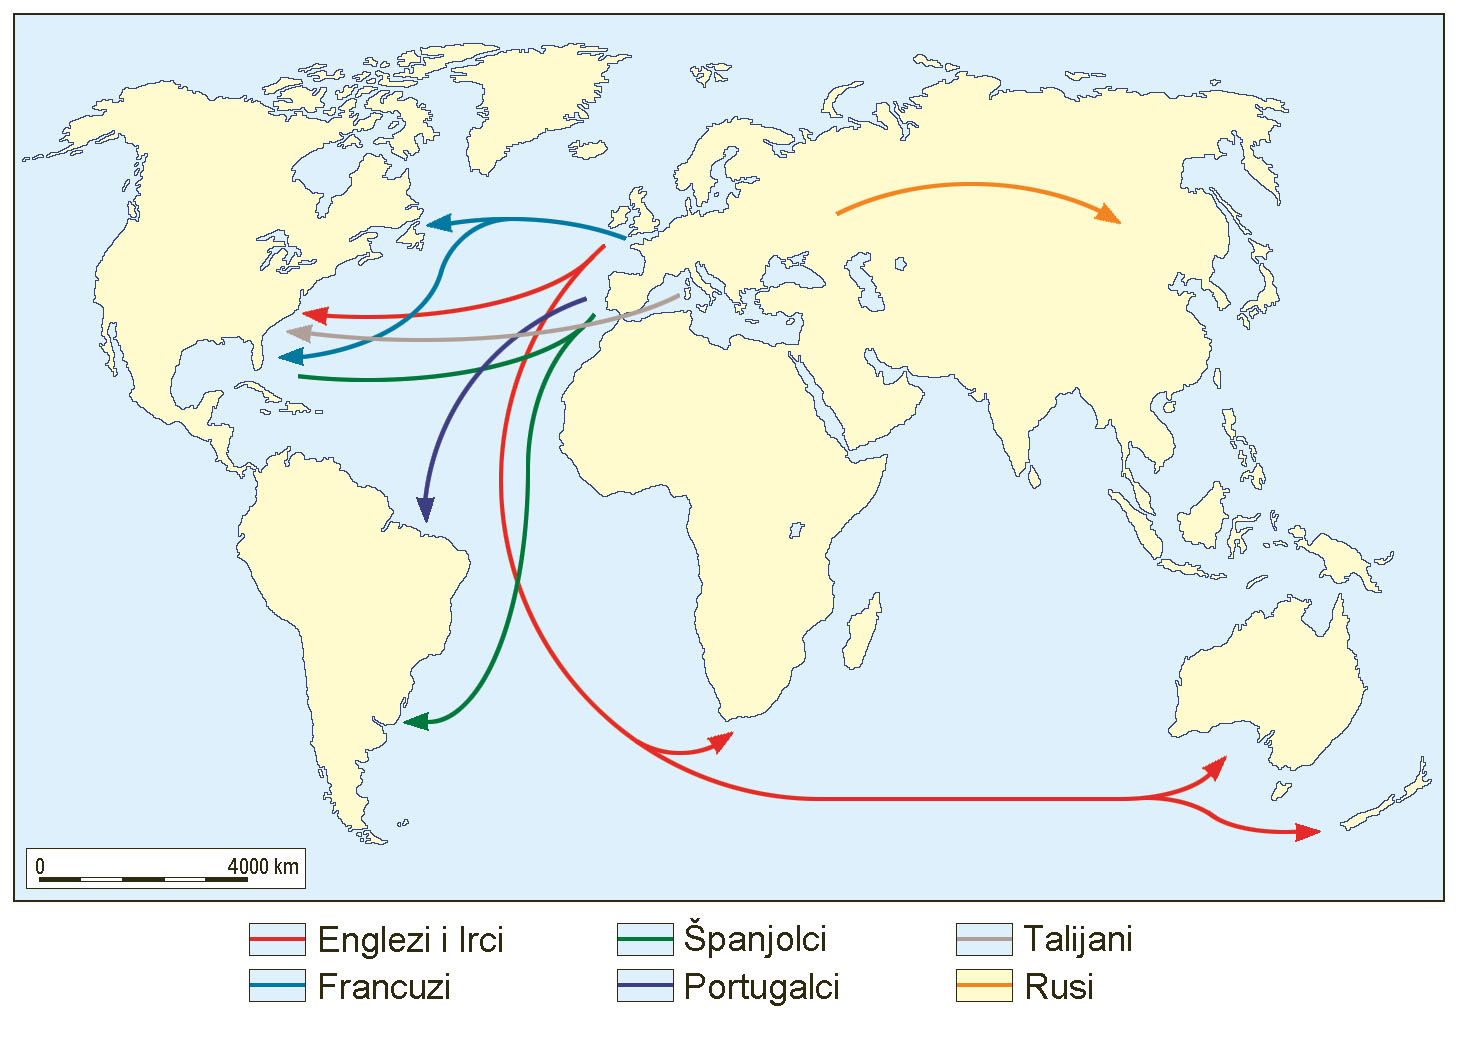 0 4000 km
Englezi i Irci Španjolci Talijani
Francuzi Portugalci Rusi